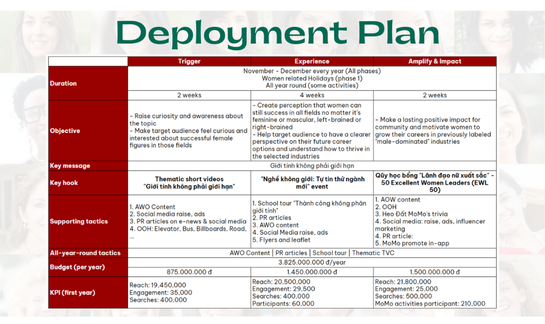 Deployment Plan
Trigger
Experience
Amplify & Impact
Duration
November - December every year (All phases)
Women related Holidays (phase 1)
All year round (some activities)
2 weeks
4 weeks
2 weeks
Objective
- Raise curiosity and awareness about
the topic
- Make target audience feel curious and
interested about successful female
figures in those fields
- Create perception that women can
still success in all fields no matter it's
feminine or mascular, left-brained or
right-brained
- Help target audience to have a clearer
perspective on their future career
options and understand how to thrive in
the selected industries
- Make a lasting positive impact for
community and motivate women to
grow their careers in previously labeled
"male-dominated" industries
Key message
Giới tính không phải giới hạn
Key hook
Thematic short videos
"Giới tính không phải giới hạn"
"Nghề không giới: Tự tin thử ngành
mới" event
Qũy học bổng "Lãnh đạo nữ xuất sắc" -
50 Excellent Women Leaders (EWL
50)
Supporting tactics
1. AWO Content
2. Social media raise, ads
3. PR articles on e-news & social media
4. OOH: Elevator, Bus, Billboards, Road,
...
1. School tour "Thành công không phân
giới tính"
2. PR articles
3. AWO content
4. Social Media raise, ads
5. Flyers and leaflet
1. AOW content
2. OOH
3. Heo Đất MoMo's trivia
4. Social media: raise, ads, influencer
marketing
4. PR article;
5. MoMo promote in-app
All-year-round tactics
AWO Content | PR articles | School tour | Thematic TVC
Budget (per year)
3.825.000.000 đ/year
875.000.000 đ
1.450.000.000 đ
1.500.000.000 đ
KPI (first year)
Reach: 19,450,000
Engagement: 35,000
Searches: 400,000
Reach: 20,500,000
Engagement: 29,500
Searches: 400,000
Participants: 60,000
Reach: 21,800,000
Engagement: 25,000
Searches: 500,000
MoMo activities participant: 210,000